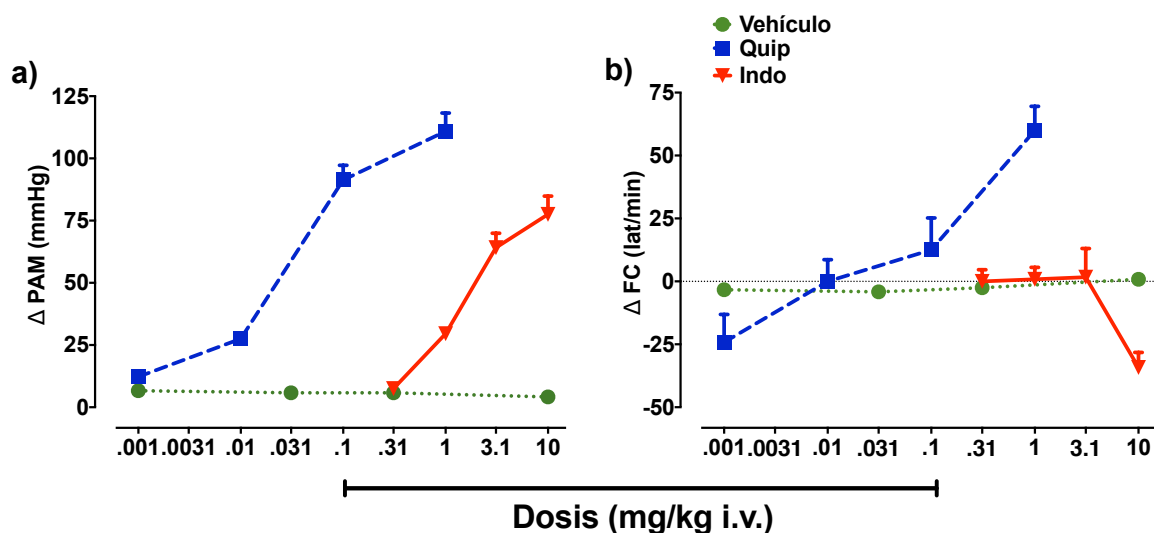 Vehículo
Quip
Indo
a)
125
100
75
50
25
0
Δ PAM (mmHg)
.001 .0031 .01 .031 .1 .31 1 3.1 10
b)
75
50
25
0
-25
-50
Δ FC (lat/min)
.001 .0031 .01 .031 .1 .31 1 3.1 10
Dosis (mg/kg i.v.)